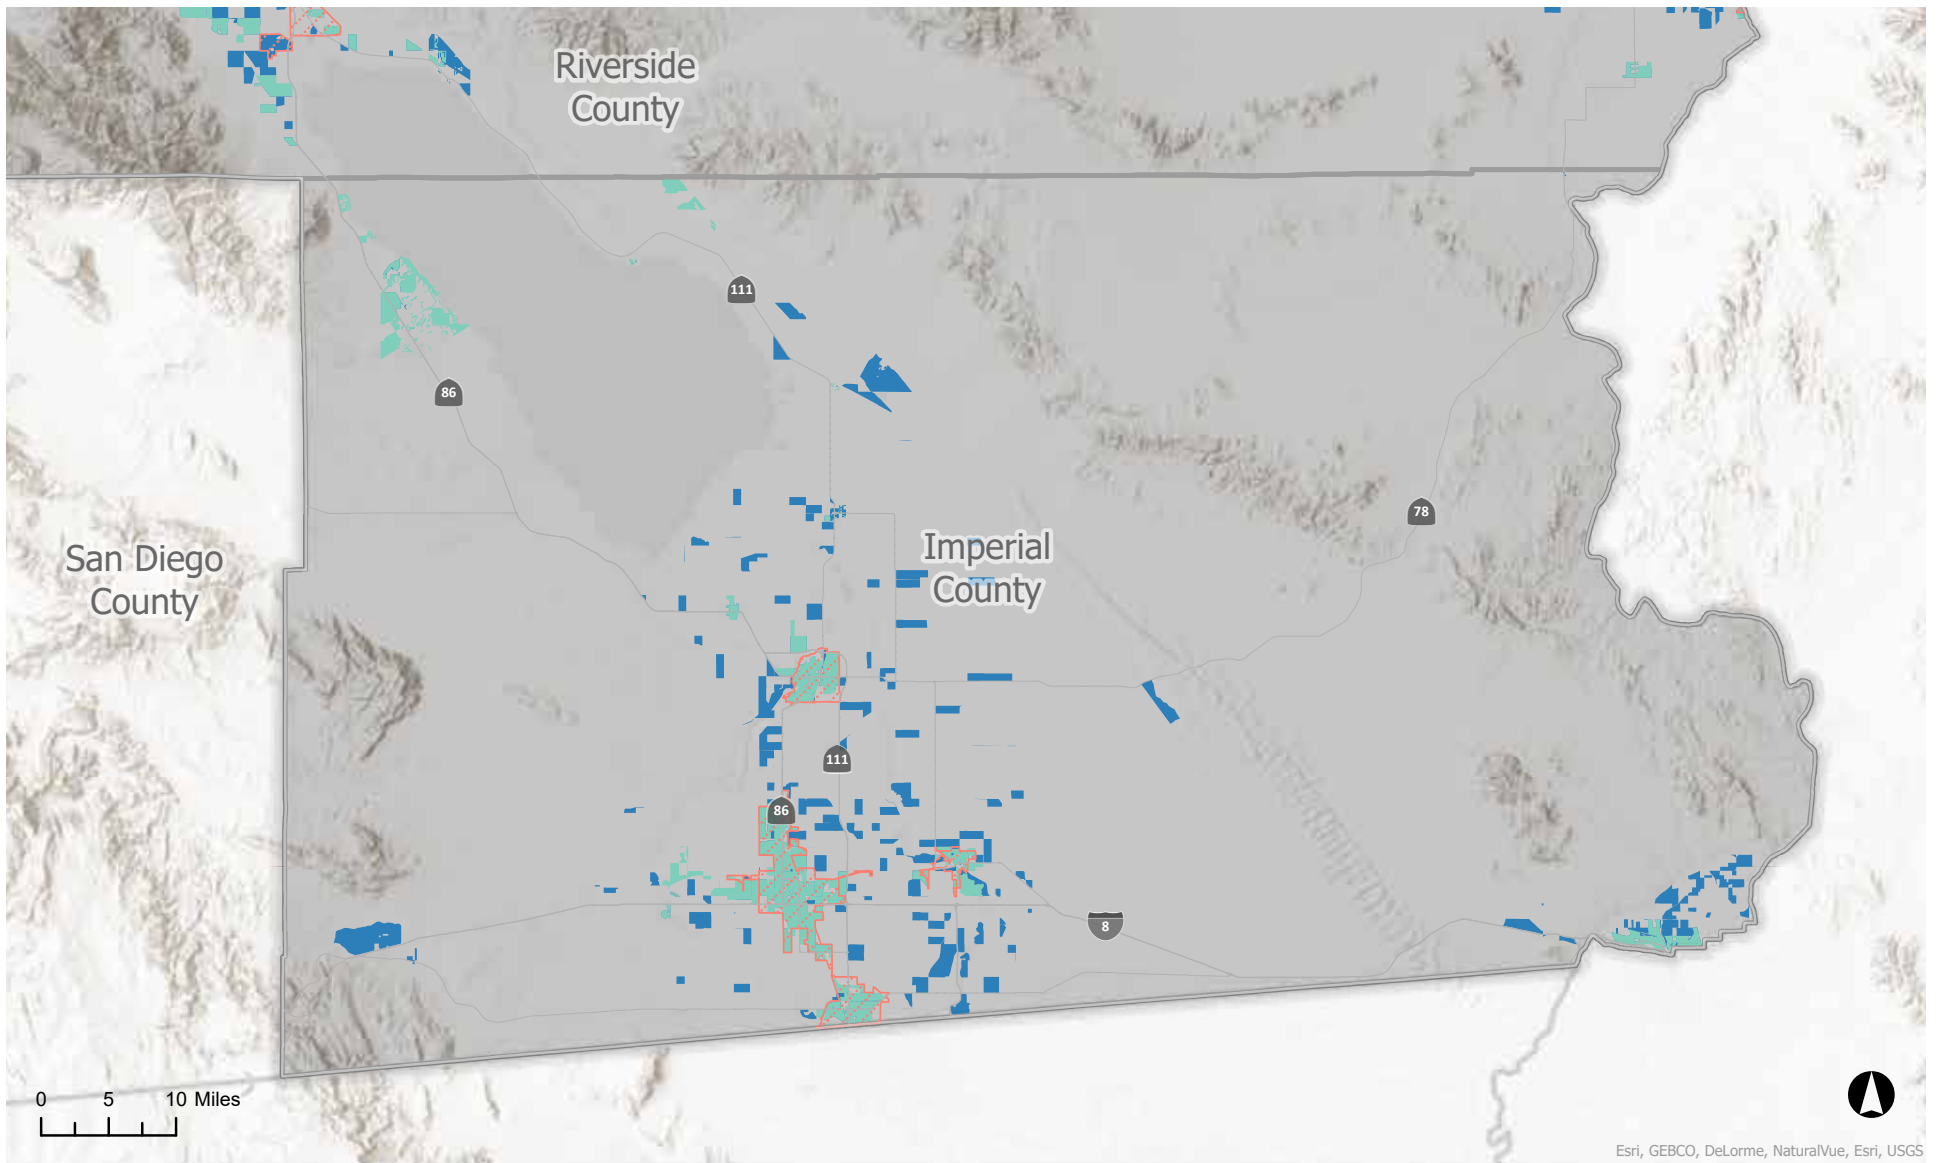 Riverside
County
111
86
78
San Diego
County
Imperial
County
111
86
8
0 5 10 Miles
Esri, GEBCO, DeLorme, NaturalVue, Esri, USGS